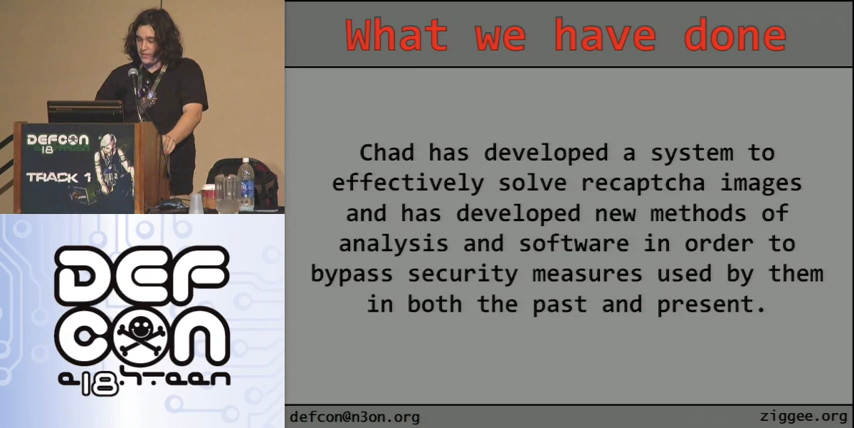 What we have done
DEFCON
18
TRACK 1
Chad has developed a system to
effectively solve recaptcha images
and has developed new methods of
analysis and software in order to
bypass security measures used by them
in both the past and present.
DEF
CON
e18.hteen
defcon@n3on.org
ziggee.org